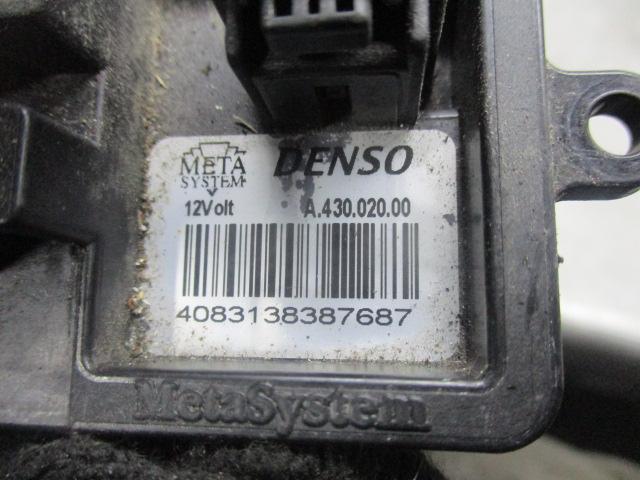 META SYSTEM DENSO
12Volt A.430.020.00
4083138387687
MetaSystem